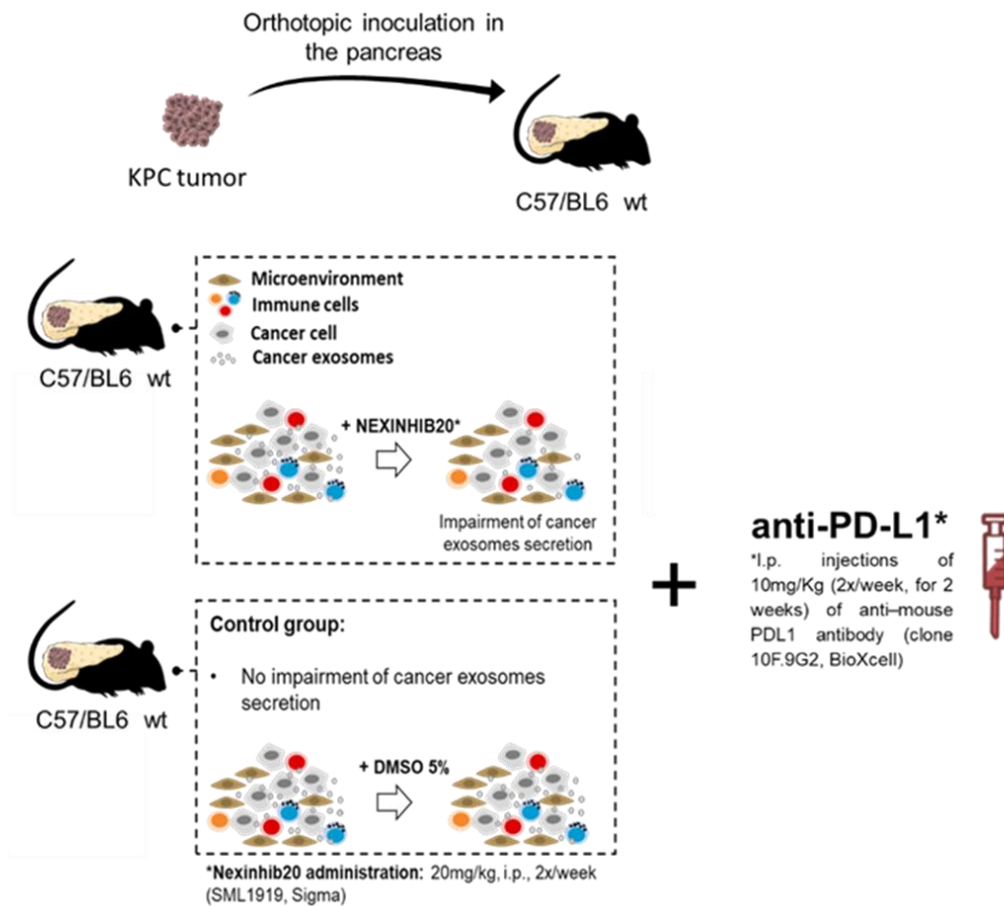 Orthotopic inoculation in
the pancreas
KPC tumor
C57/BL6 wt
Microenvironment
Immune cells
Cancer cell
Cancer exosomes
C57/BL6 wt
+ NEXINHIB20*
Impairment of cancer
exosomes secretion
anti-PD-L1*
*I.p. injections of
10mg/Kg (2x/week, for 2
weeks) of anti–mouse
PDL1 antibody (clone
10F.9G2, BioXcell)
+
Control group:
• No impairment of cancer exosomes
secretion
C57/BL6 wt
+ DMSO 5%
*Nexinhib20 administration: 20mg/kg, i.p., 2x/week
(SML1919, Sigma)